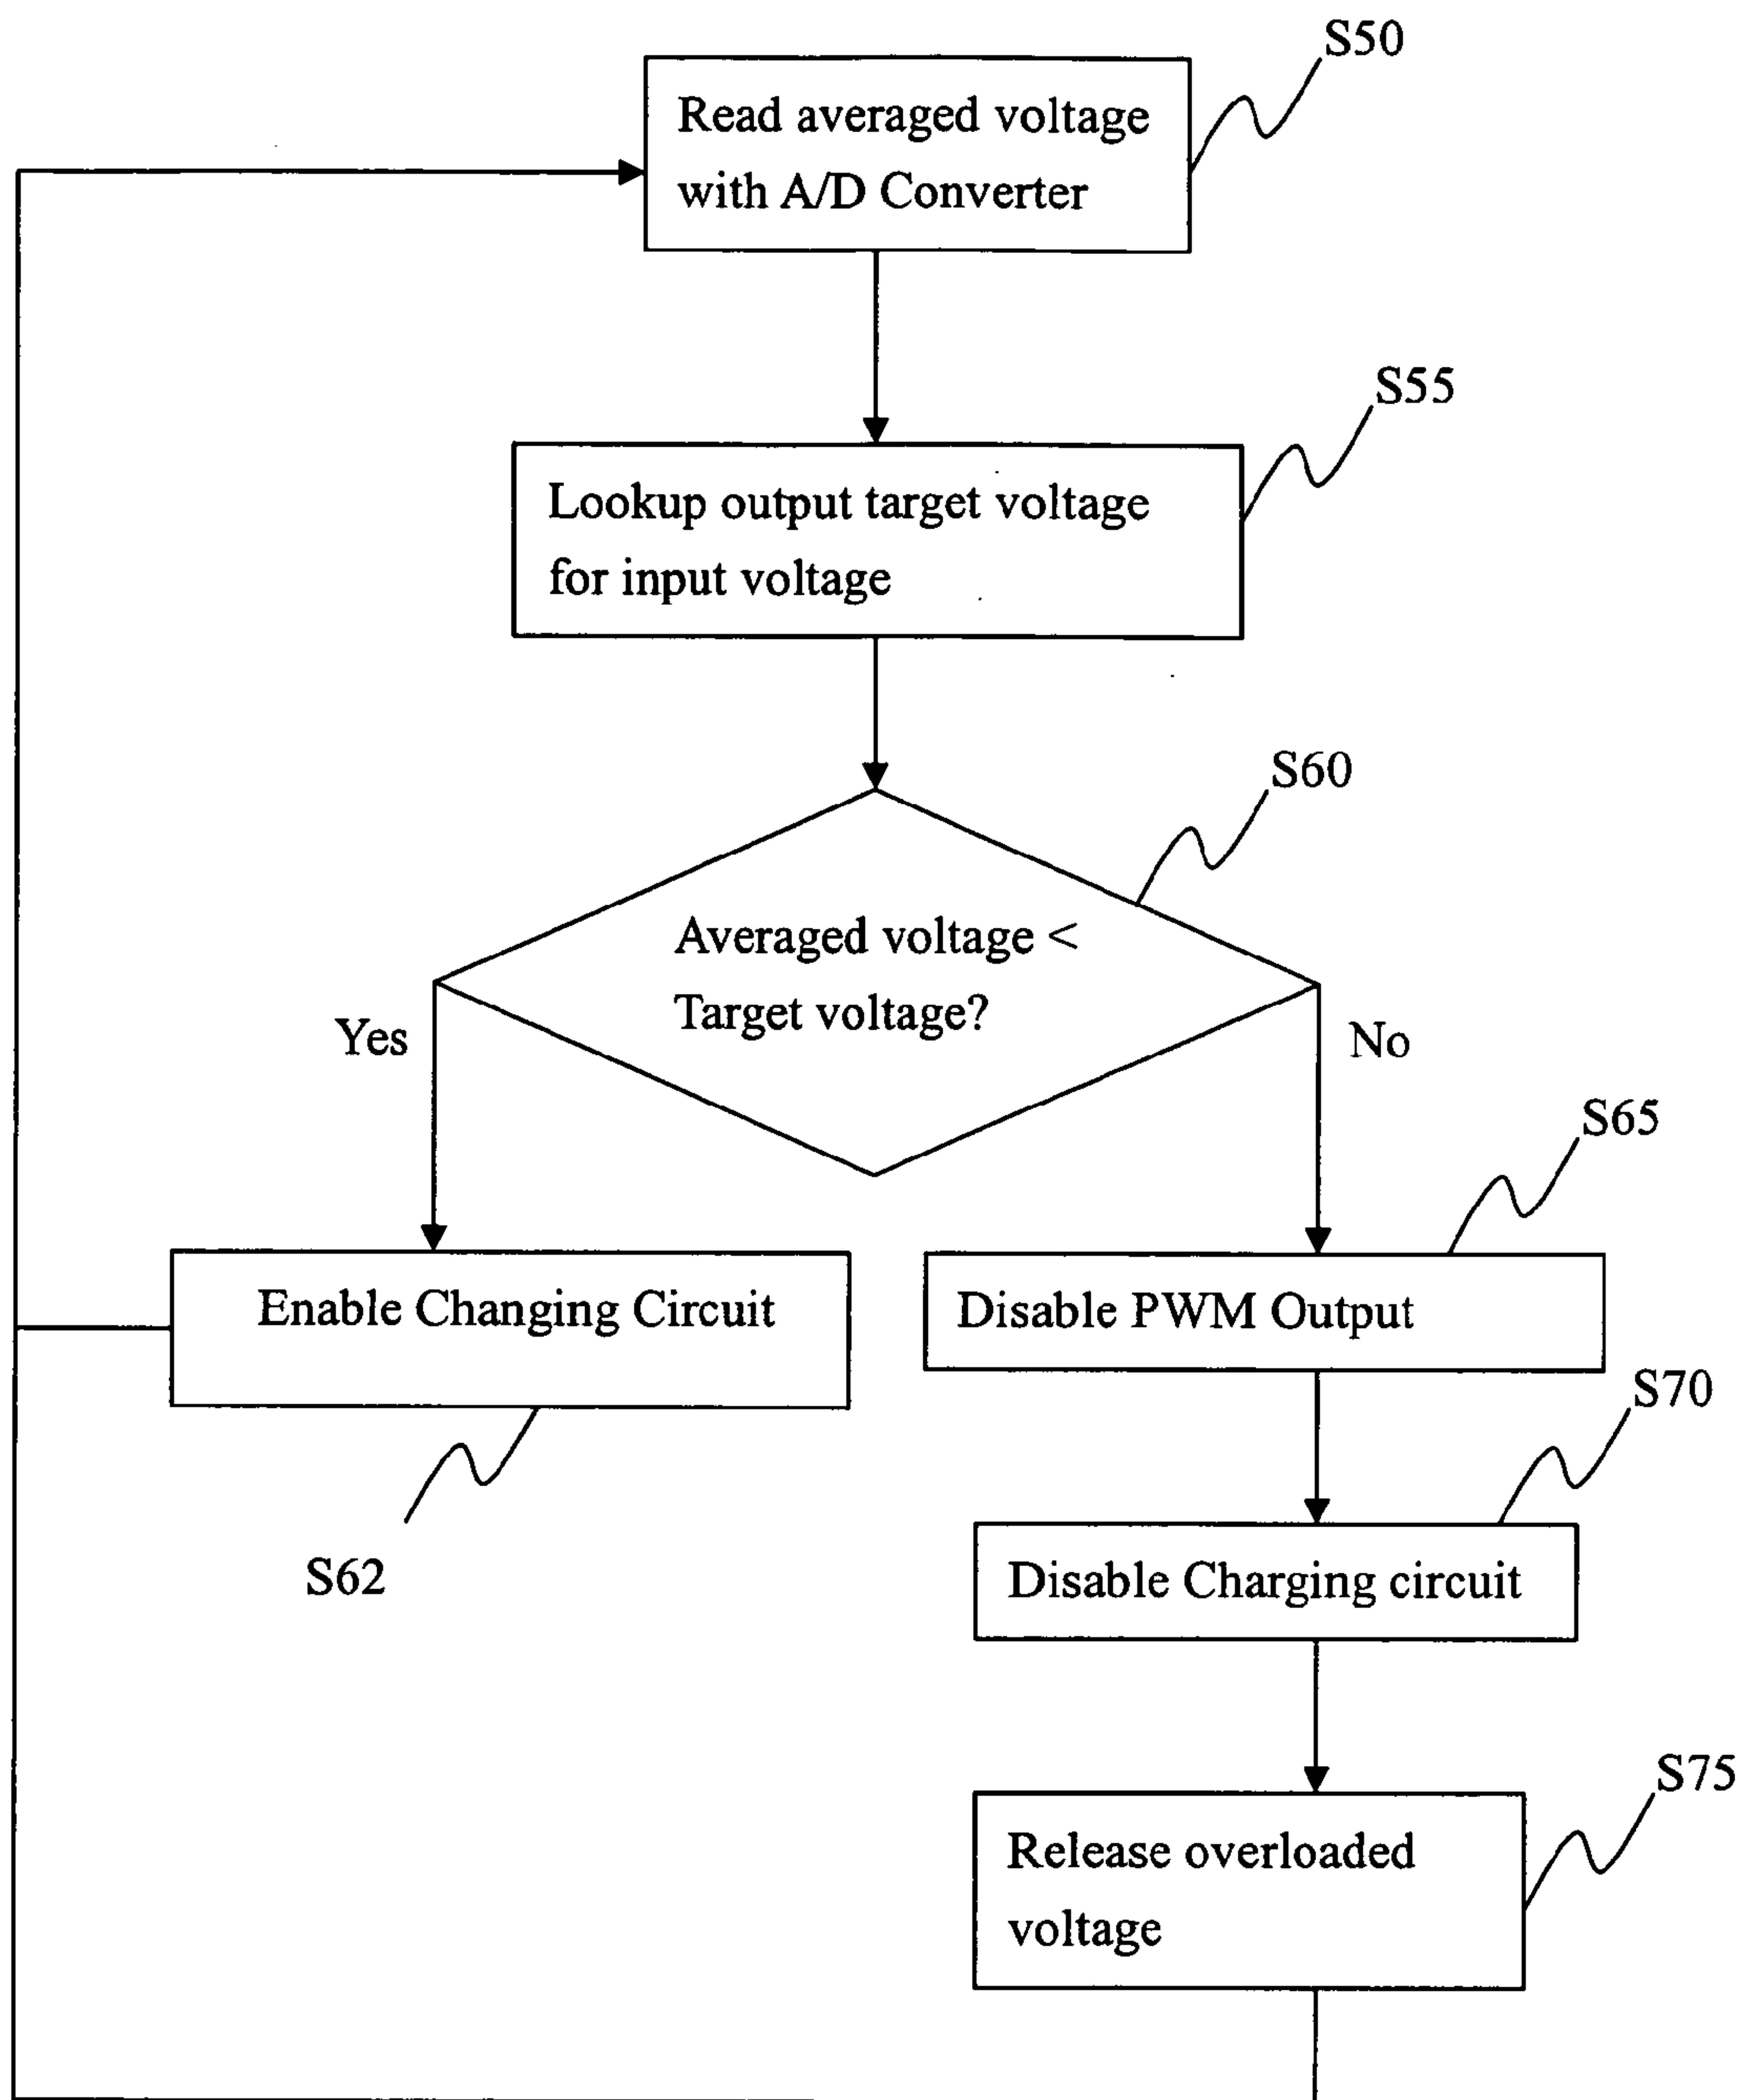 S50
Read averaged voltage
with A/D Converter
S55
Lookup output target voltage
for input voltage
S60
Averaged voltage <
Target voltage?
Yes
No
S65
Enable Changing Circuit
Disable PWM Output
S70
S62
Disable Charging circuit
S75
Release overloaded
voltage